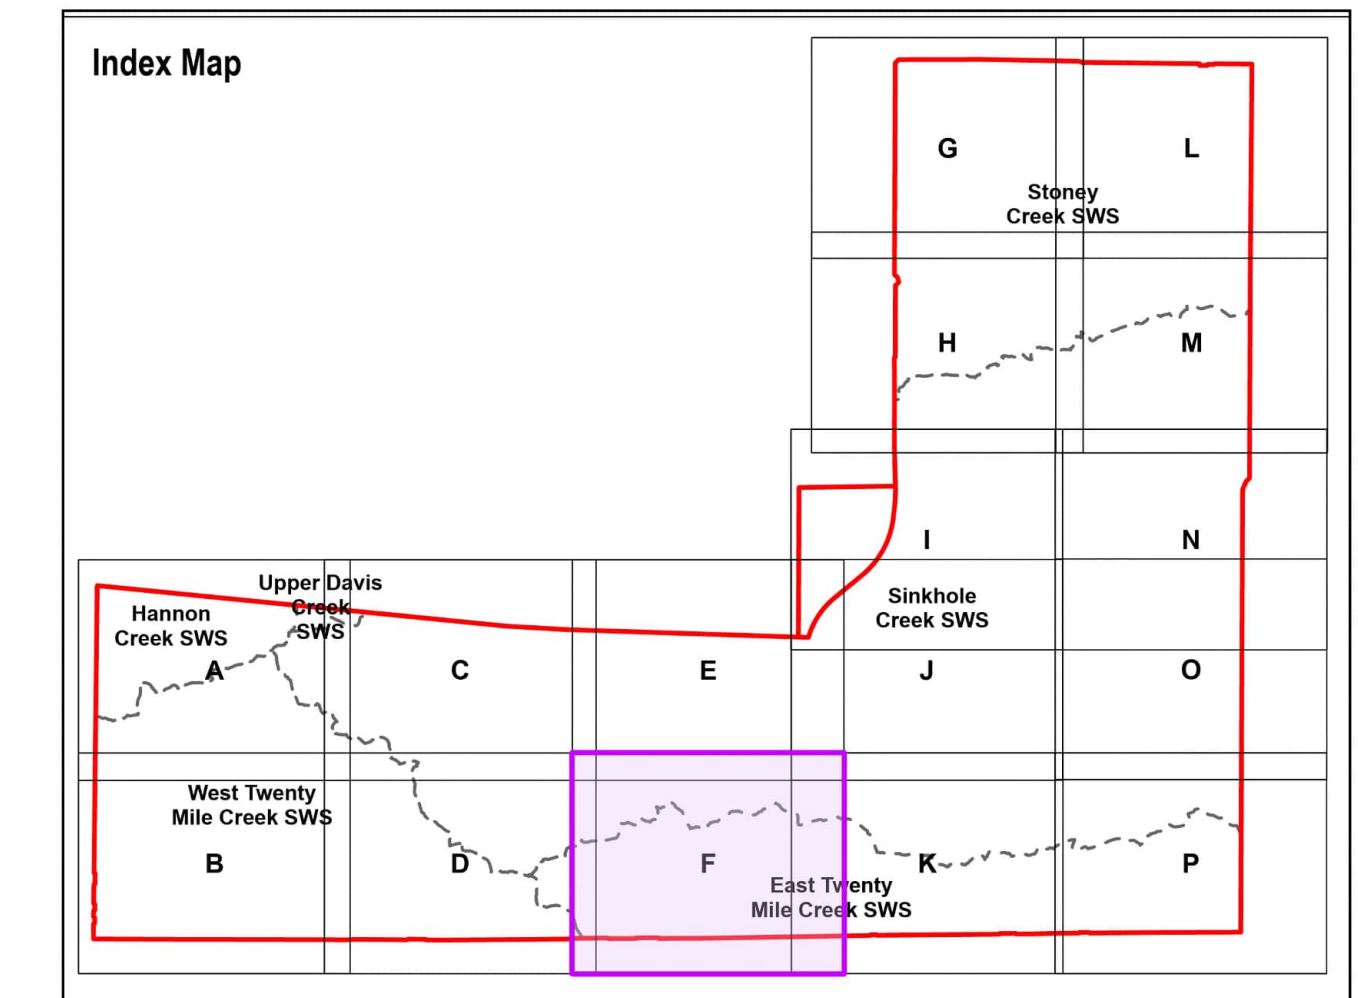 Index Map
G
L
Stoney
Creek SWS
H
M
I
N
Upper Davis
Creek
SWS
Hannon
Creek SWS
Sinkhole
Creek SWS
A
C
E
J
O
West Twenty
Mile Creek SWS
B
D
F
K
P
East Twenty
Mile Creek SWS